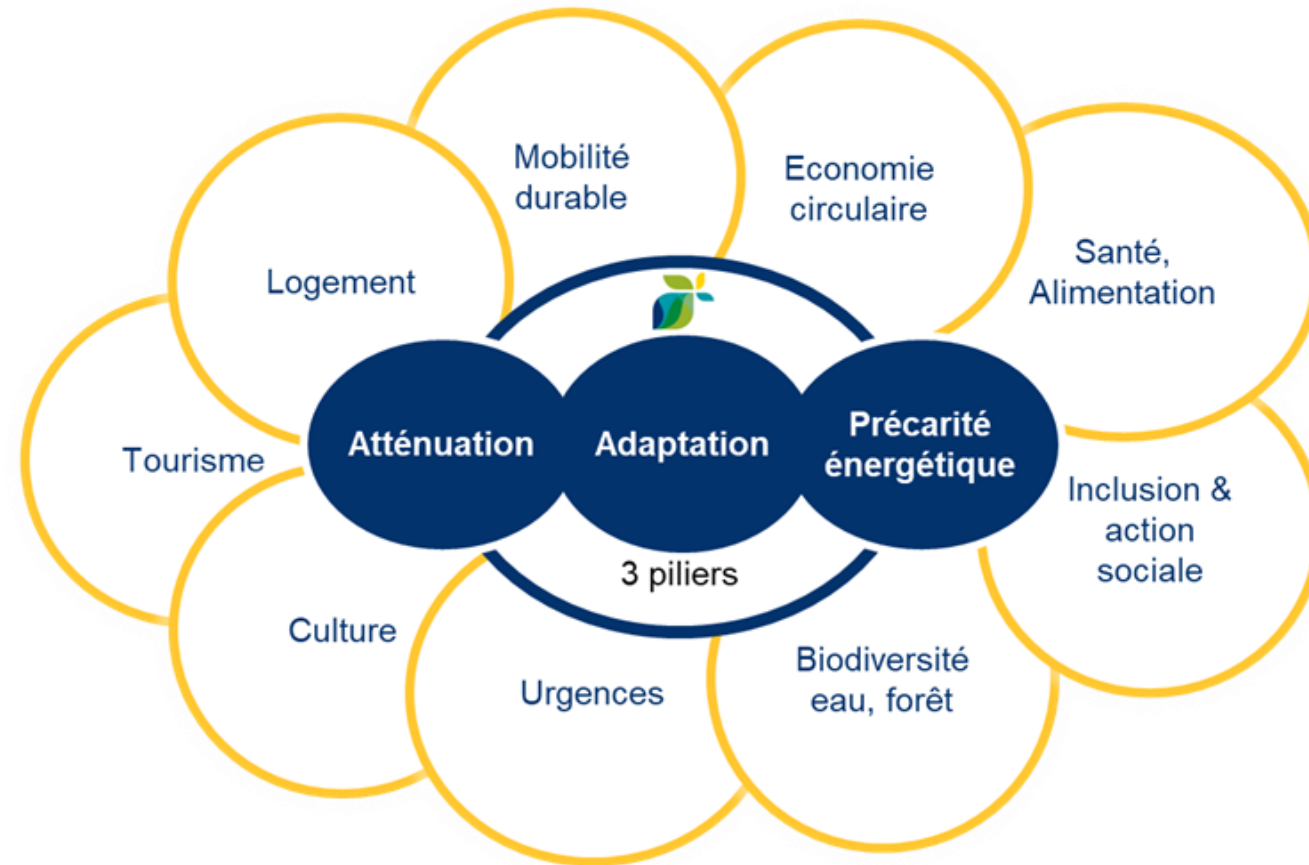 Mobilité
durable
Economie
circulaire
Santé,
Alimentation
Logement
Atténuation
Adaptation
Précarité
énergétique
Tourisme
Inclusion &
action
sociale
3 piliers
Culture
Urgences
Biodiversité
eau, forêt